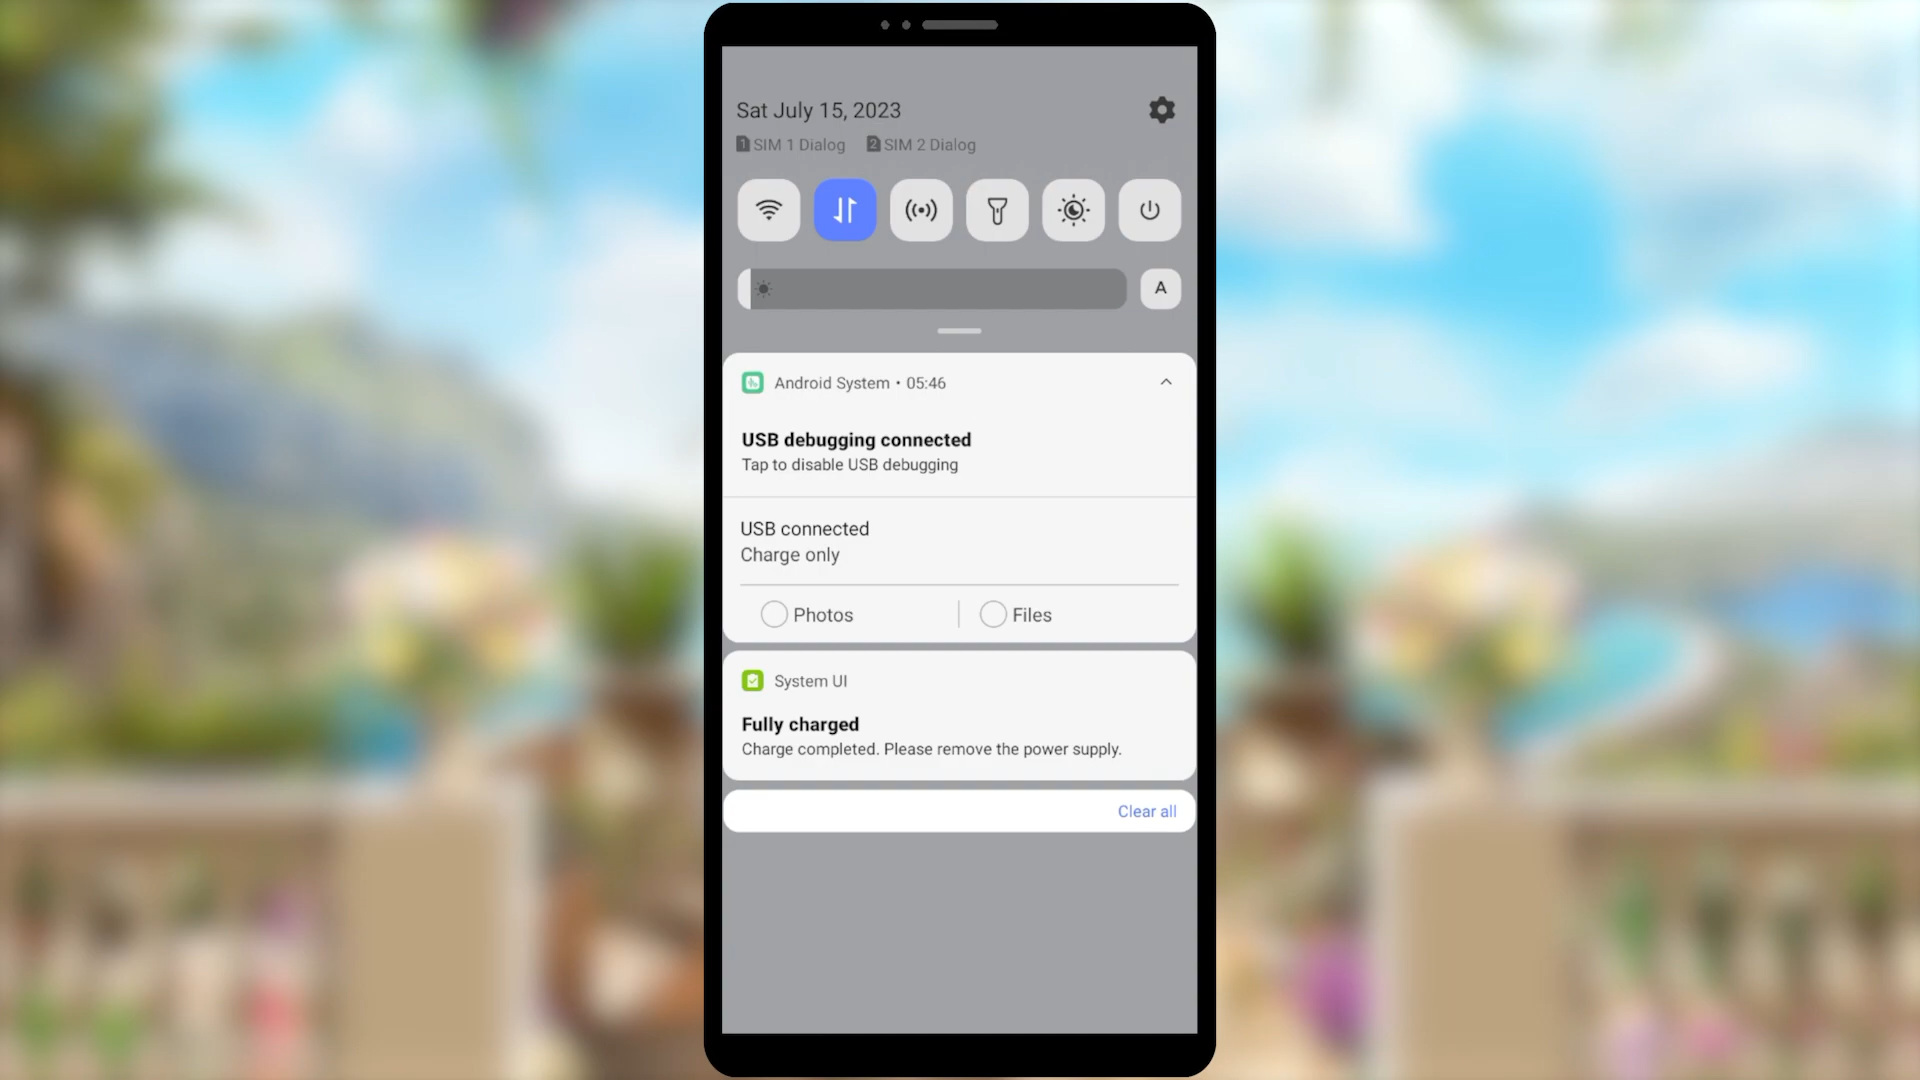 Sat July 15, 2023
1 SIM 1 Dialog 2 SIM 2 Dialog
A
Android System • 05:46
USB debugging connected
Tap to disable USB debugging
USB connected
Charge only
Photos
Files
System UI
Fully charged
Charge completed. Please remove the power supply.
Clear all